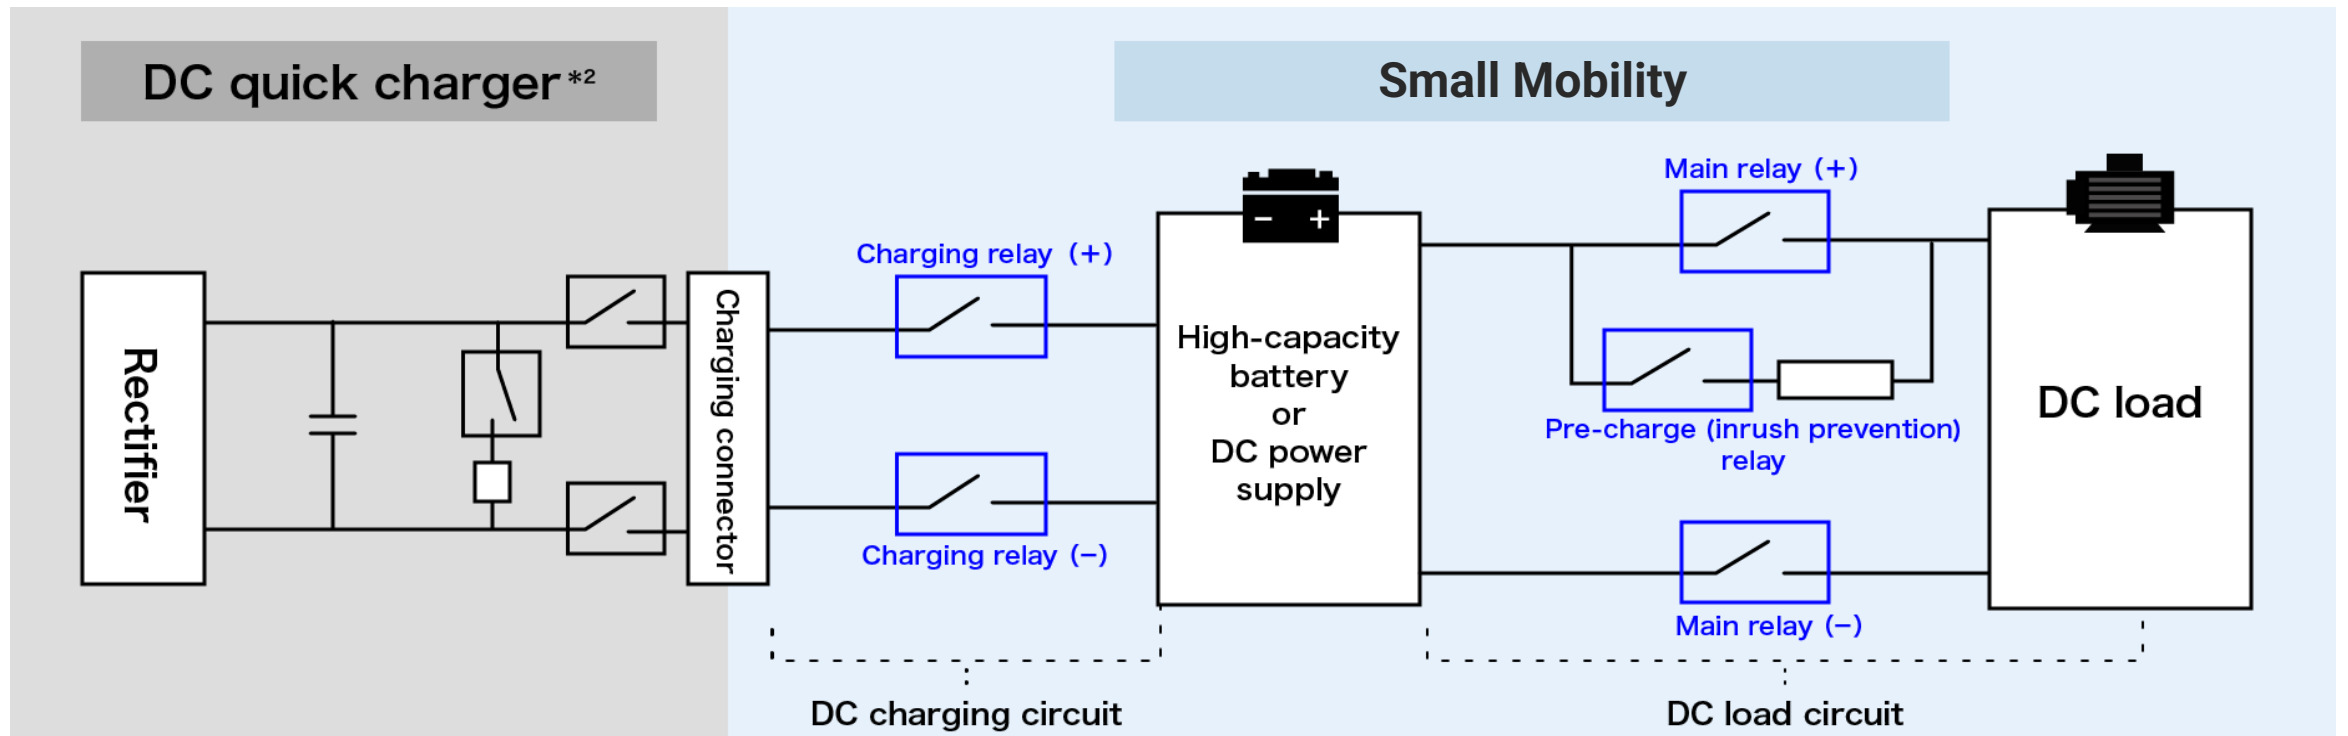 DC quick charger*2
Small Mobility
Rectifier
Charging connector
Charging relay (+)
Charging relay (−)
− +
High-capacity
battery
or
DC power
supply
Main relay (+)
Pre-charge (inrush prevention)
relay
Main relay (−)
DC load
DC charging circuit
DC load circuit